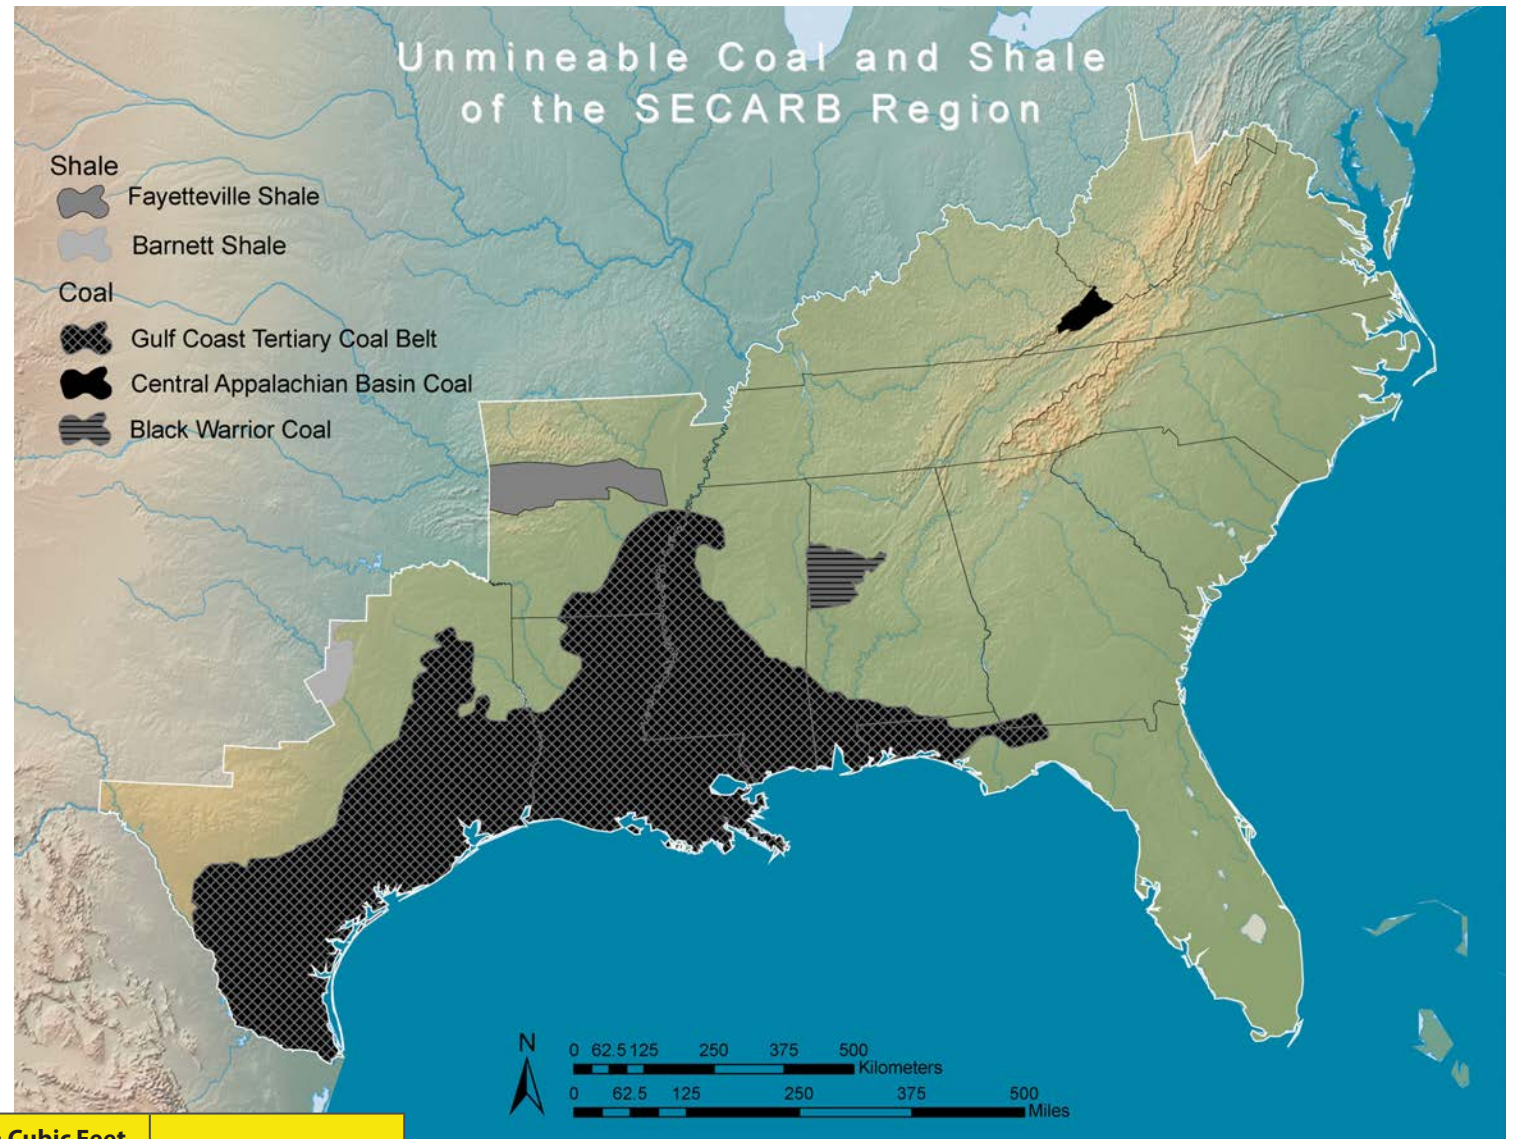 Unmineable Coal and Shale
of the SECARB Region
Shale
Fayetteville Shale
Barnett Shale
Coal
Gulf Coast Tertiary Coal Belt
Central Appalachian Basin Coal
Black Warrior Coal
N
0 62.5 125 250 375 500
Kilometers
0 62.5 125 250 375 500
Miles
Cubic Feet